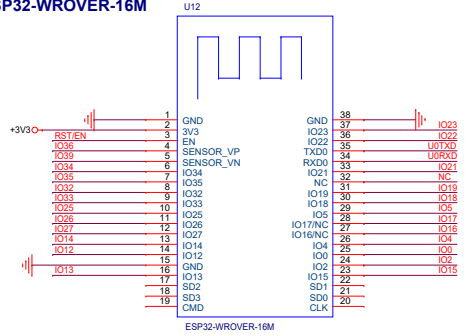 SP32-WROVER-16M
U12
1 GND GND 38
+3V3 2 3V3 IO23 37 IO23
RST/EN 3 EN IO22 36 IO22
IO36 4 SENSOR_VP TXD0 35 U0TXD
IO39 5 SENSOR_VN RXD0 34 U0RXD
IO34 6 IO34 IO21 33 IO21
IO35 7 IO35 NC 32 NC
IO32 8 IO32 IO19 31 IO19
IO33 9 IO33 IO18 30 IO18
IO25 10 IO25 IO5 29 IO5
IO26 11 IO26 IO17/NC 28 IO17
IO27 12 IO27 IO16/NC 27 IO16
IO14 13 IO14 IO4 26 IO4
IO12 14 IO12 IO0 25 IO0
15 GND IO2 24 IO2
IO13 16 IO13 IO15 23 IO15
17 SD2 SD1 22
18 SD3 SD0 21
19 CMD CLK 20
ESP32-WROVER-16M